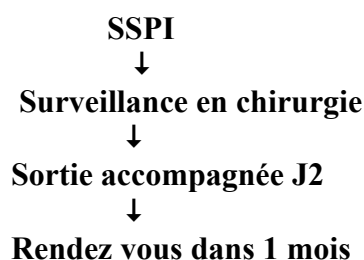 SSPI
↓
Surveillance en chirurgie
↓
Sortie accompagnée J2
↓
Rendez vous dans 1 mois